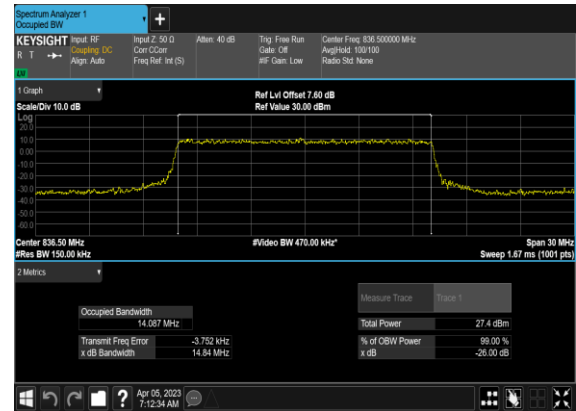 Spectrum Analyzer 1
Occupied BW
KEYSIGHT
R T
Input: RF
Coupling: DC
Align: Auto
Input Z: 50 Ω
Corr CCorr
Freq Ref: Int (S)
Atten: 40 dB
Trig: Free Run
Gate: Off
#IF Gain: Low
Center Freq: 836.500000 MHz
Avg|Hold: 100/100
Radio Std: None
1 Graph
Scale/Div 10.0 dB
Ref Lvl Offset 7.60 dB
Ref Value 30.00 dBm
Log
20.0
10.0
0.00
-10.0
-20.0
-30.0
-40.0
-50.0
-60.0
Center 836.50 MHz
#Res BW 150.00 kHz
#Video BW 470.00 kHz*
Span 30 MHz
Sweep 1.67 ms (1001 pts)
2 Metrics
Measure Trace Trace 1
Occupied Bandwidth
14.087 MHz
Total Power 27.4 dBm
Transmit Freq Error -3.752 kHz
% of OBW Power 99.00 %
x dB Bandwidth 14.84 MHz
x dB -26.00 dB
?
Apr 05, 2023
7:12:34 AM